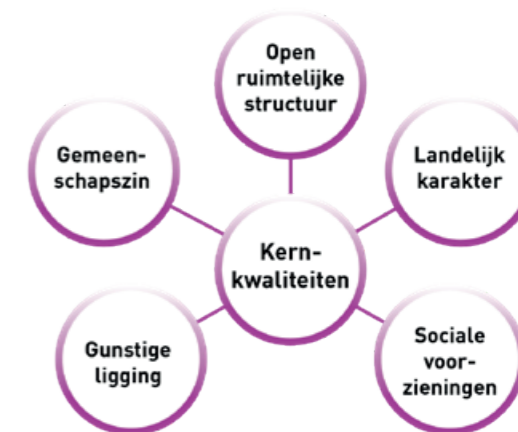 Open
ruimtelijke
structuur
Gemeen-
schapszin
Landelijk
karakter
Kern-
kwaliteiten
Gunstige
ligging
Sociale
voor-
zieningen